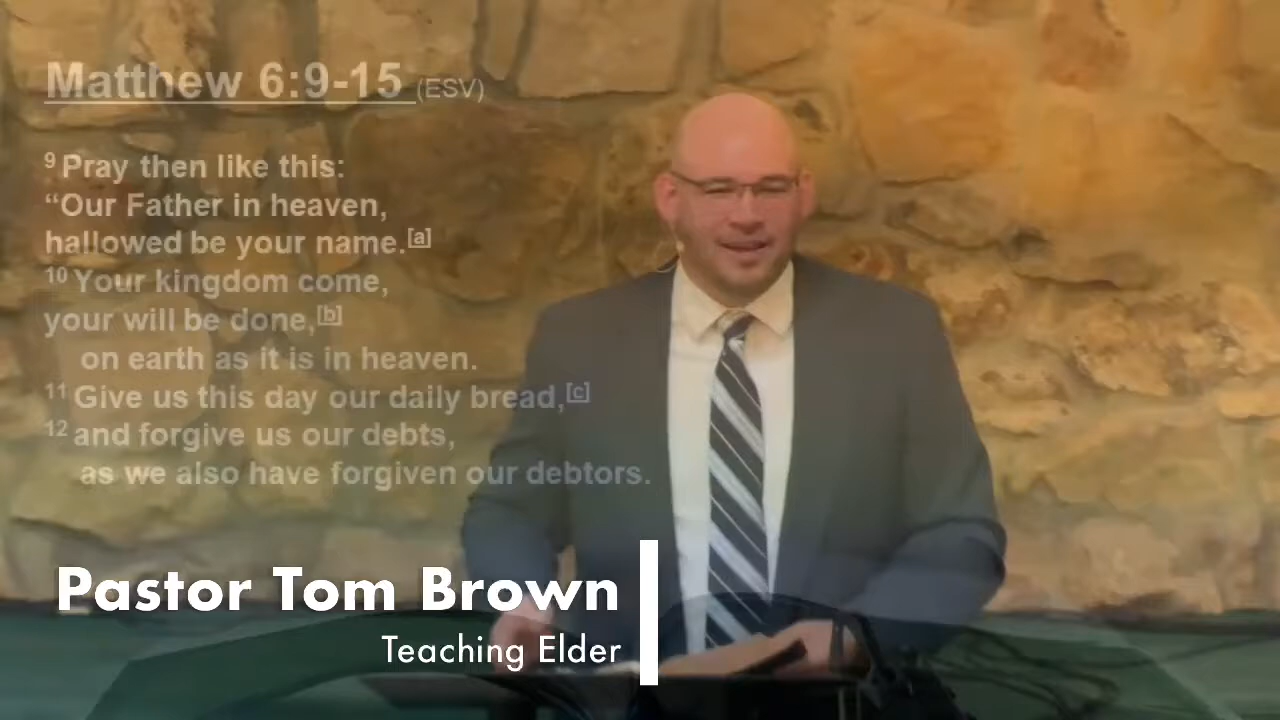 Matthew 6:9-15 (ESV)
9 Pray then like this:
“Our Father in heaven,
hallowed be your name.[a]
10 Your kingdom come,
your will be done,[b]
on earth as it is in heaven.
11 Give us this day our daily bread,[c]
12 and forgive us our debts,
as we also have forgiven our debtors.
Pastor Tom Brown
Teaching Elder